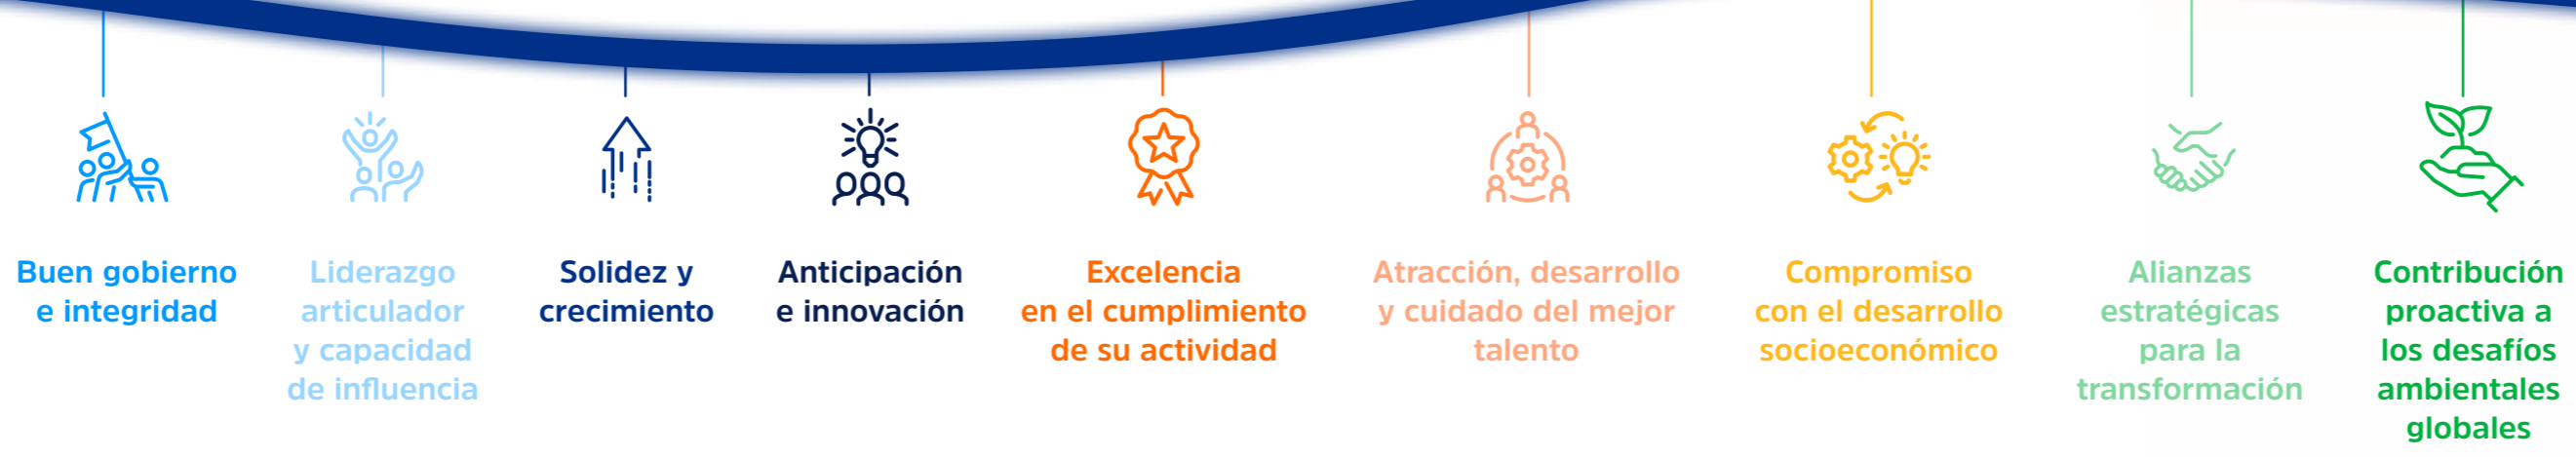 Buen gobierno
e integridad
Liderazgo
articulador
y capacidad
de influencia
Solidez y
crecimiento
Anticipación
e innovación
Excelencia
en el cumplimiento
de su actividad
Atracción, desarrollo
y cuidado del mejor
talento
Compromiso
con el desarrollo
socioeconómico
Alianzas
estratégicas
para la
transformación
Contribución
proactiva a
los desafíos
ambientales
globales